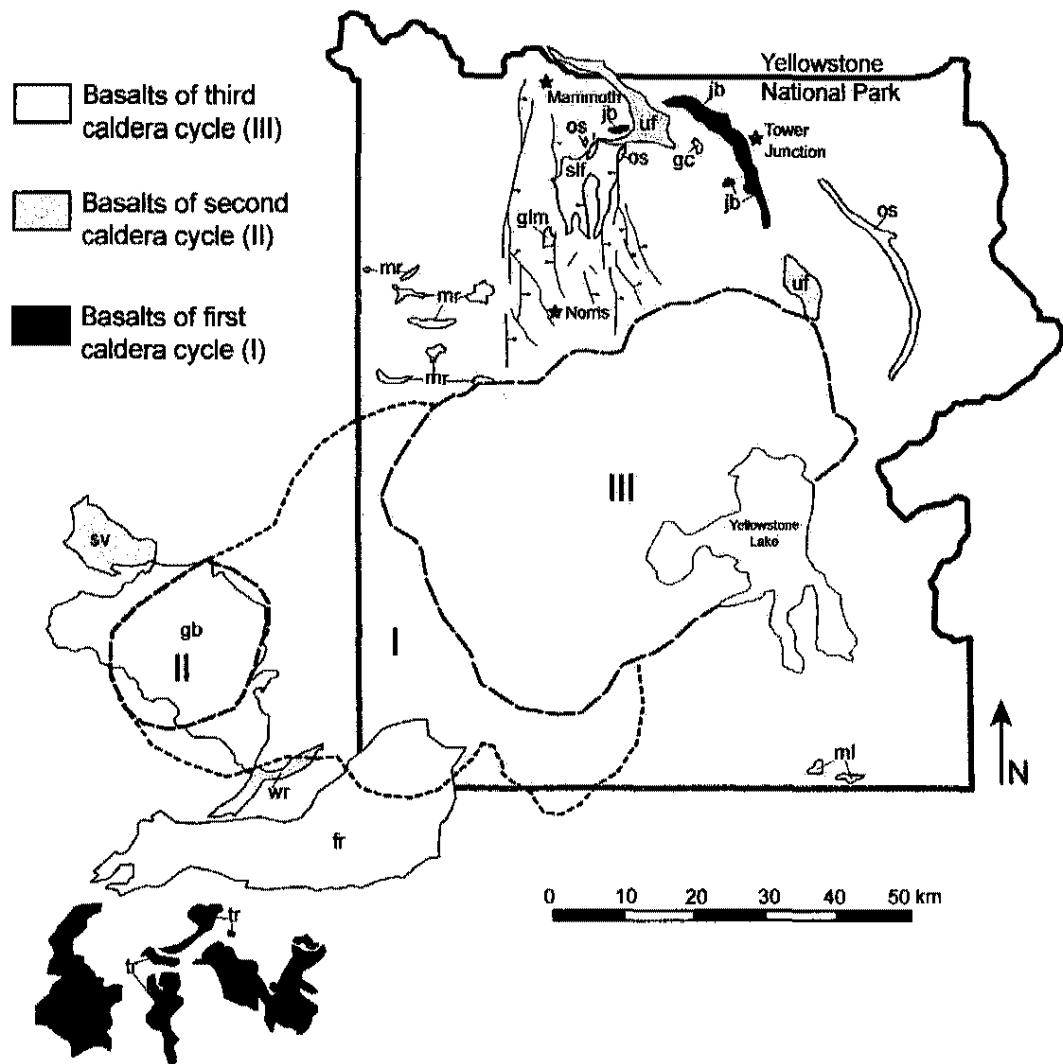 Yellowstone
National Park
Basalts of third
caldera cycle (III)
Basalts of second
caldera cycle (II)
Basalts of first
caldera cycle (I)
Mammoth
jb
os
uf
slf
os
jb
gc
Tower
Junction
jb
os
glm
mr
mr
uf
Norris
mr
III
sv
Yellowstone
Lake
gb
II
I
ml
N
wr
fr
0 10 20 30 40 50 km
tr
tr